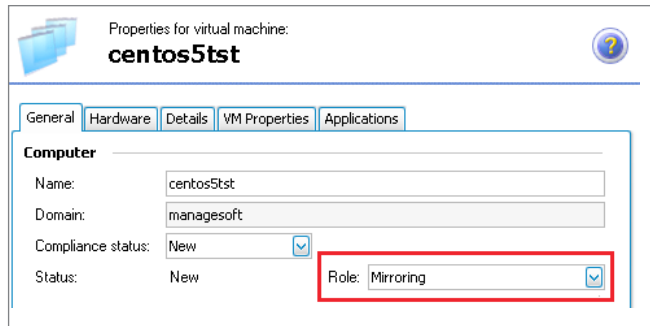 Properties for virtual machine:
centos5tst
?
General Hardware Details VM Properties Applications
Computer
Name: centos5tst
Domain: managesoft
Compliance status: New
Status: New Role: Mirroring